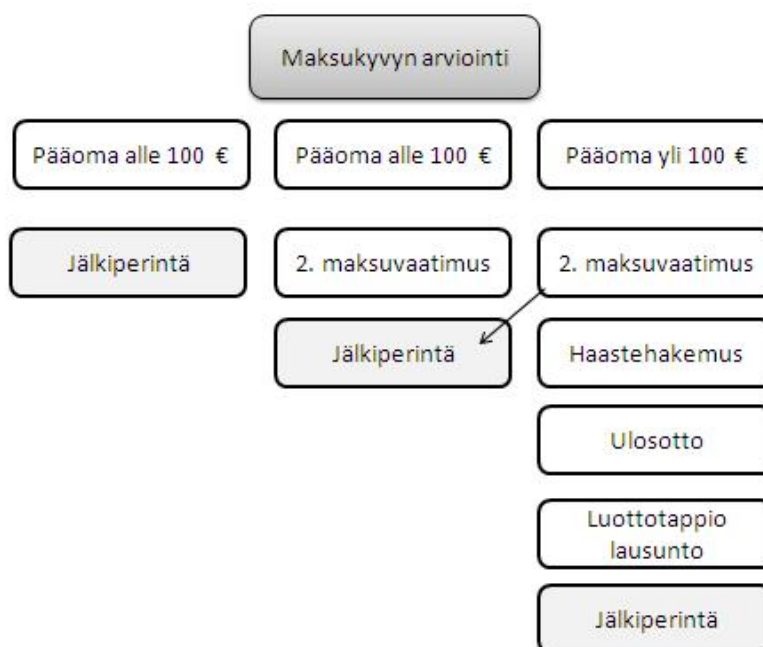 Maksukyvyn arviointi
Pääoma alle 100 €
Pääoma alle 100 €
Pääoma yli 100 €
Jälkiperintä
2. maksuvaatimus
2. maksuvaatimus
Jälkiperintä
Haastehakemus
Ulosotto
Luottotappio
lausunto
Jälkiperintä